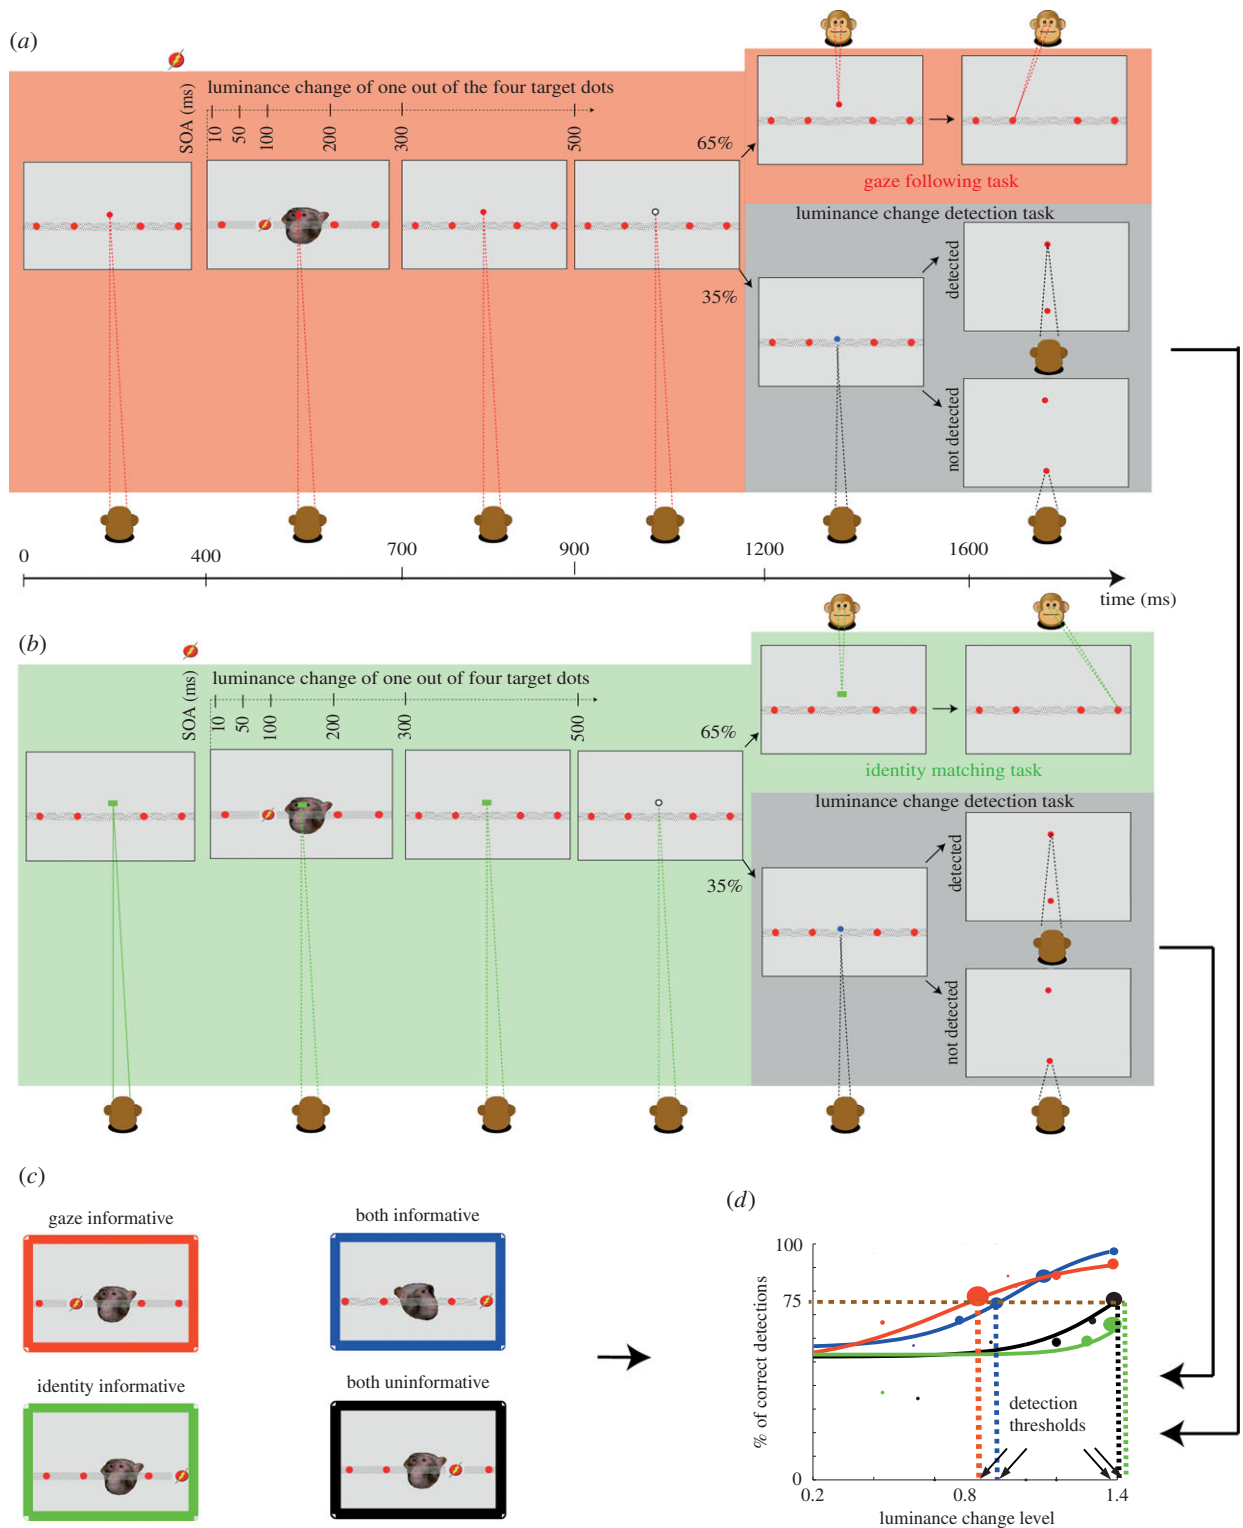 (a)
SOA (ms)
luminance change of one out of the four target dots
10
50
100
200
300
500
65%
35%
gaze following task
luminance change detection task
detected
not detected
0
400
700
900
1200
1600
time (ms)
(b)
SOA (ms)
luminance change of one out of four target dots
10
50
100
200
300
500
65%
35%
identity matching task
luminance change detection task
detected
not detected
(c)
gaze informative
both informative
identity informative
both uninformative
(d)
% of correct detections
100
75
0
detection
thresholds
0.2
0.8
1.4
luminance change level